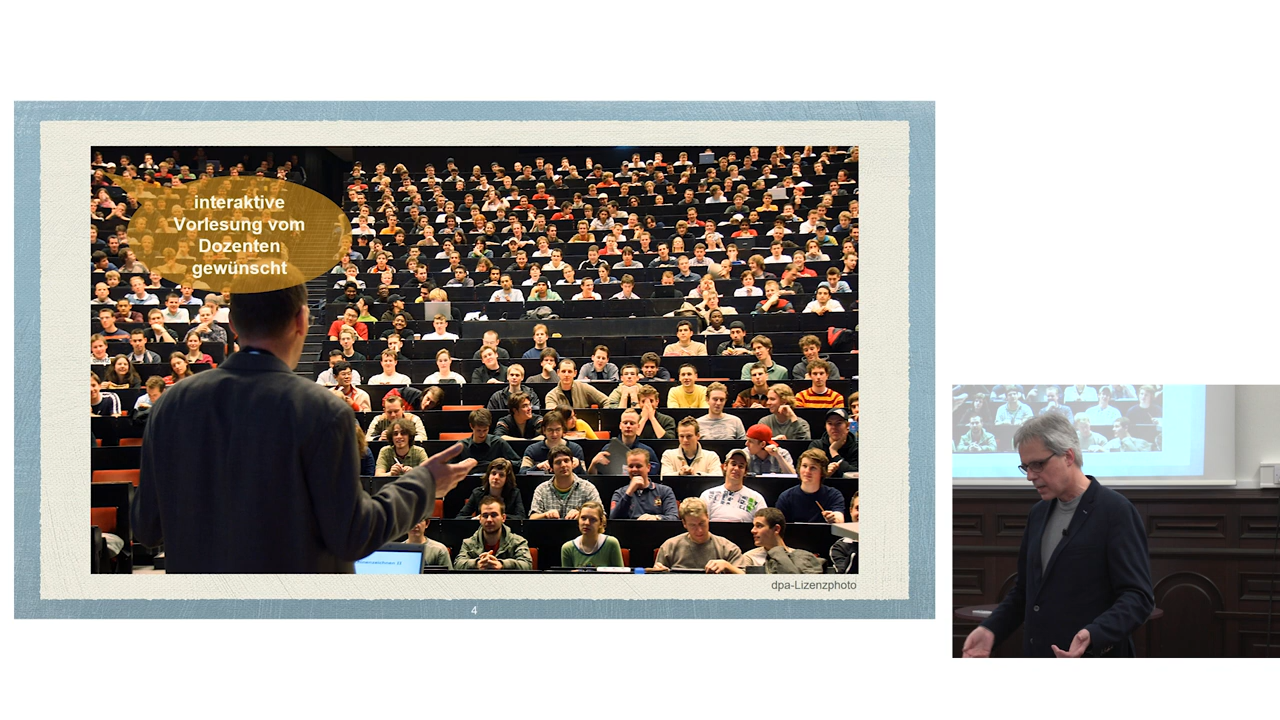 interaktive
Vorlesung vom
Dozenten
gewünscht
dpa-Lizenzphoto
4